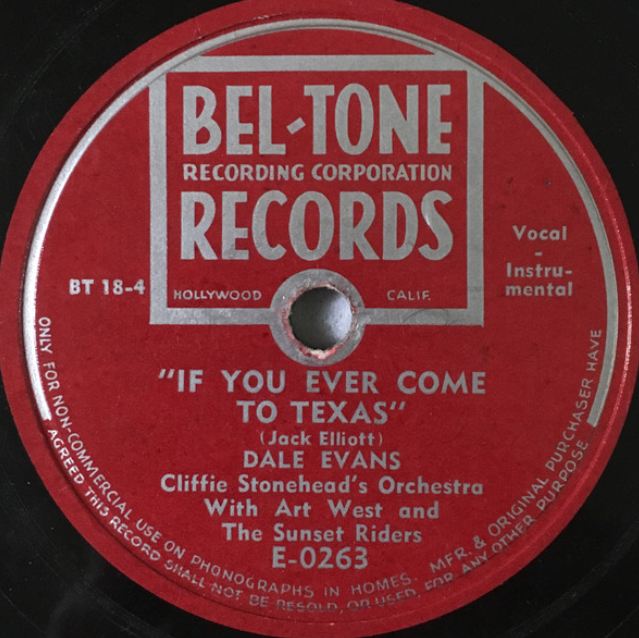 BEL-TONE
RECORDING CORPORATION
RECORDS
HOLLYWOOD CALIF.
BT 18-4
Vocal
-
Instru-
mental
"IF YOU EVER COME
TO TEXAS"
(Jack Elliott)
DALE EVANS
Cliffie Stonehead's Orchestra
With Art West and
The Sunset Riders
E-0263
ONLY FOR NON-COMMERCIAL USE ON PHONOGRAPHS IN HOMES. MFR. & ORIGINAL PURCHASER HAVE
AGREED THIS RECORD SHALL NOT BE RESOLD, OR USED, FOR ANY OTHER PURPOSE